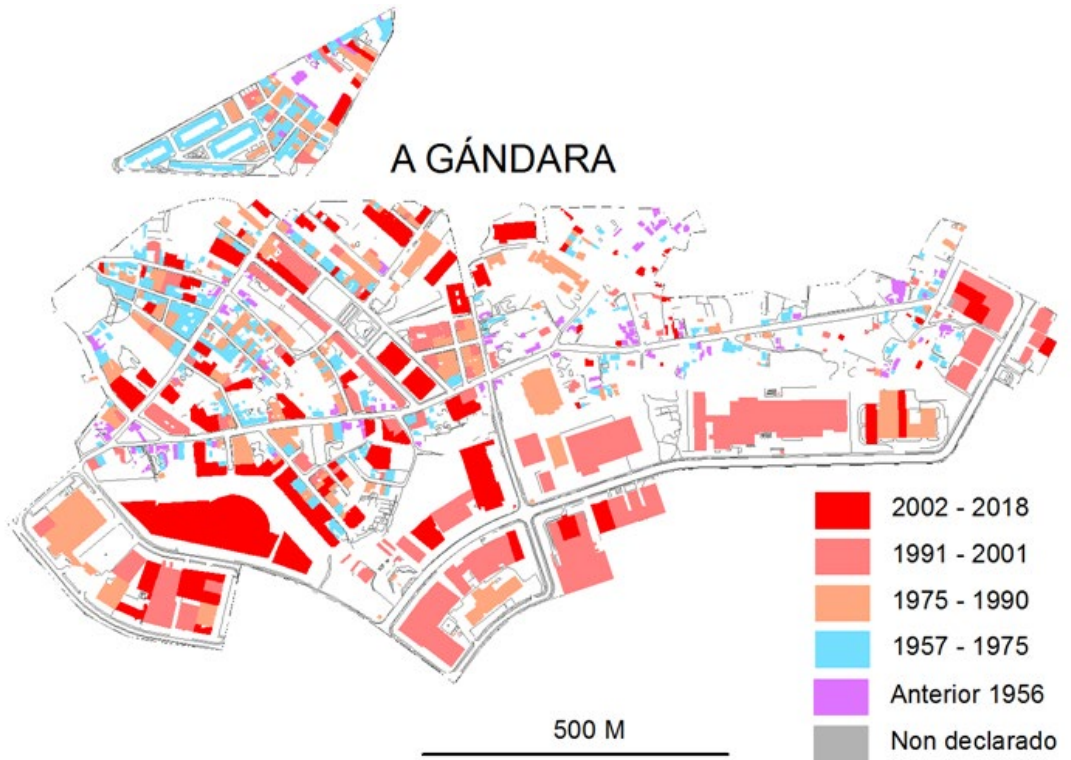 A GÁNDARA
2002 - 2018
1991 - 2001
1975 - 1990
1957 - 1975
Anterior 1956
Non declarado
500 M